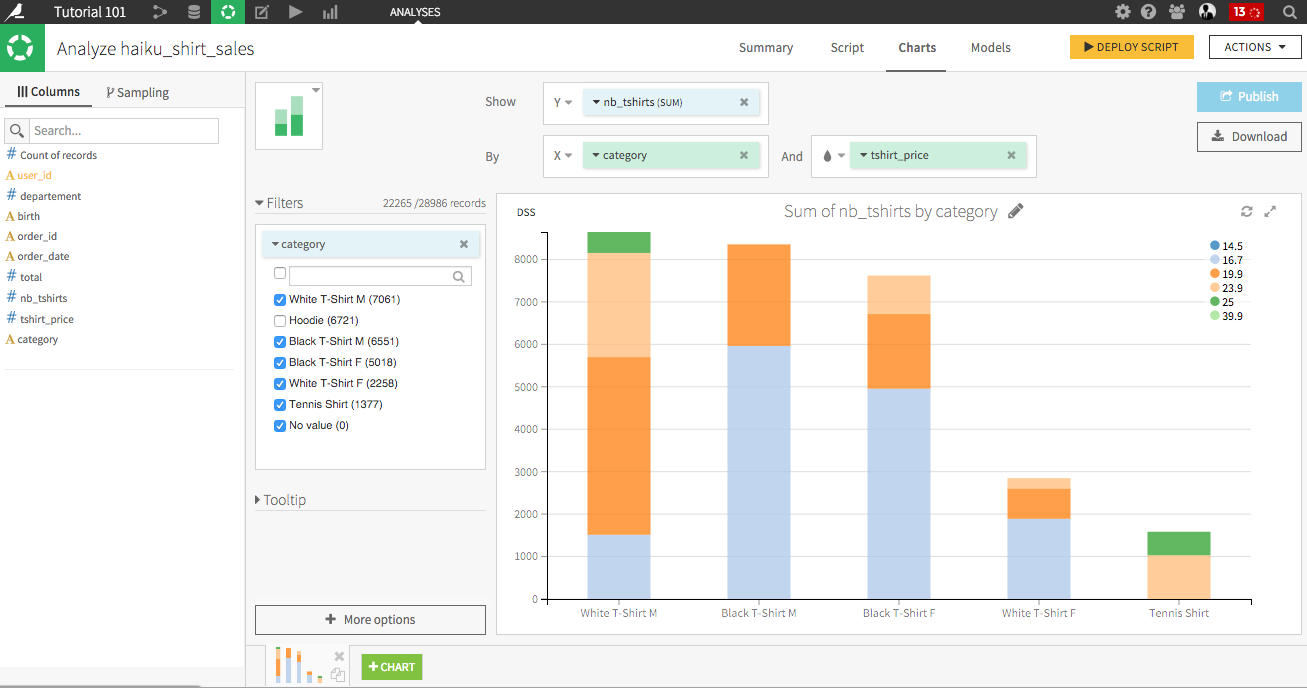 Tutorial 101
ANALYSES
13
Analyze haiku_shirt_sales
Summary
Script
Charts
Models
DEPLOY SCRIPT
ACTIONS
Columns
Sampling
Search...
# Count of records
A user_id
# departement
A birth
A order_id
A order_date
# total
# nb_tshirts
# tshirt_price
A category
Show
Y
nb_tshirts (SUM)
By
X
category
And
tshirt_price
Publish
Download
Filters
22265 /28986 records
category
White T-Shirt M (7061)
Hoodie (6721)
Black T-Shirt M (6551)
Black T-Shirt F (5018)
White T-Shirt F (2258)
Tennis Shirt (1377)
No value (0)
Tooltip
More options
DSS
Sum of nb_tshirts by category
14.5
16.7
19.9
23.9
25
39.9
8000
7000
6000
5000
4000
3000
2000
1000
0
White T-Shirt M
Black T-Shirt M
Black T-Shirt F
White T-Shirt F
Tennis Shirt
+ CHART